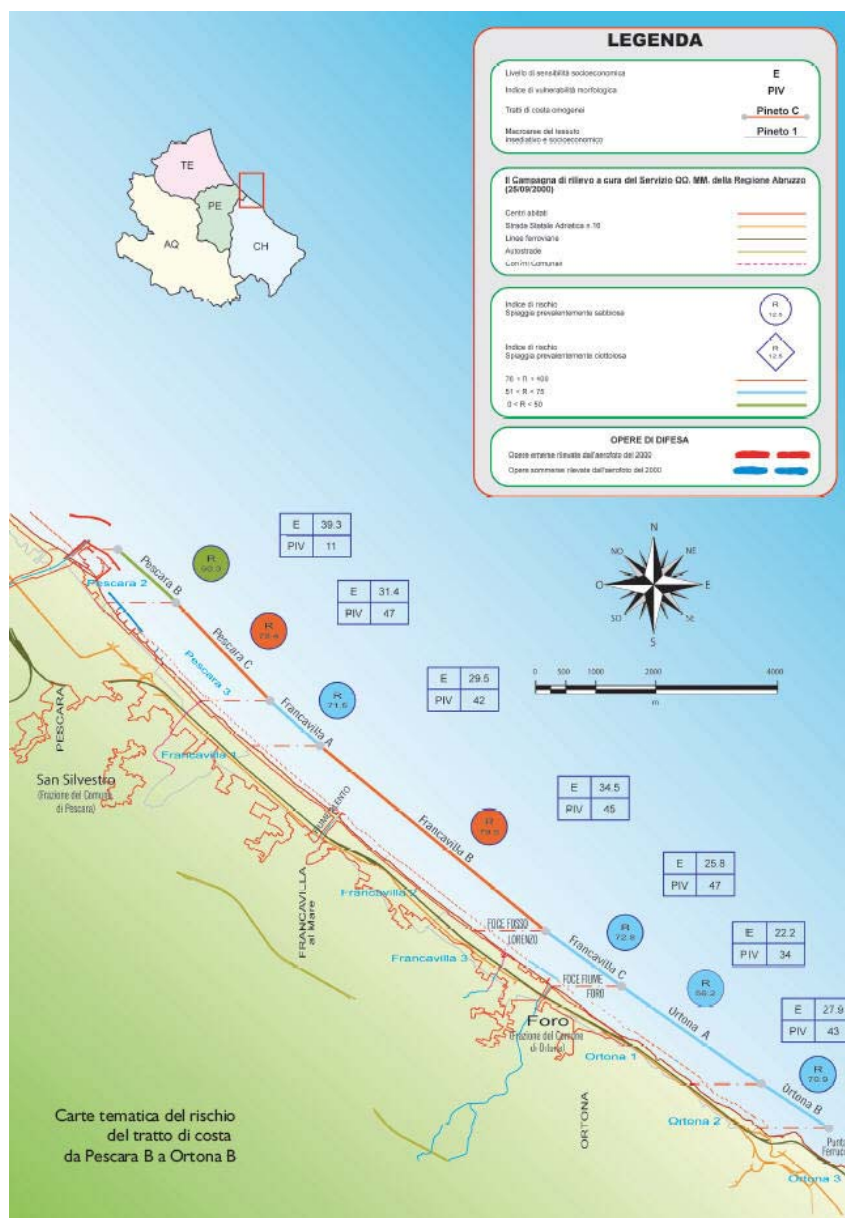 LEGENDA
Livello di sensibilità socioeconomica E
Indice di vulnerabilità morfologica PIV
Tratti di costa omogenei Pineto C
Macroaree del tessuto insediativo e socioeconomico Pineto 1
II Campagna di rilievo a cura del Servizio OO. MM. della Regione Abruzzo
(25/09/2000)
Centri abitati
Strada Statale Adriatica n.16
Linee ferroviarie
Autostrade
Confini Comunali
Indice di rischio
Spiaggia prevalentemente sabbiosa
R
12.5
Indice di rischio
Spiaggia prevalentemente ciottolosa
R
12.5
51 < R < 75
0 < R < 50
OPERE DI DIFESA
Opere emerse rilevate dall'aerofoto del 2000
Opere sommerse rilevate dall'aerofoto del 2000
TE
PE
AQ
CH
E 39.3
PIV 11
E 31.4
PIV 47
E 29.5
PIV 42
E 34.5
PIV 45
E 25.8
PIV 47
E 22.2
PIV 34
E 27.9
PIV 43
N
NO NE
O E
SO SE
S
0 500 1000 2000 4000
m
R
R
R
71.5
R
R
72.8
R
R
70.9
Pescara B
Pescara C
Francavilla A
Francavilla B
Francavilla C
Ortona A
Ortona B
Pescara 2
Pescara 3
Francavilla 1
Francavilla 2
Francavilla 3
Ortona 1
Ortona 2
Ortona 3
PESCARA
San Silvestro
(Frazione del Comune
di Pescara)
FRANCAVILLA
al Mare
FOCE FOSSO
LORENZO
FOCE FIUME
FORO
Foro
(Frazione del Comune
di Ortona)
ORTONA
Punta
Carte tematica del rischio
del tratto di costa
da Pescara B a Ortona B